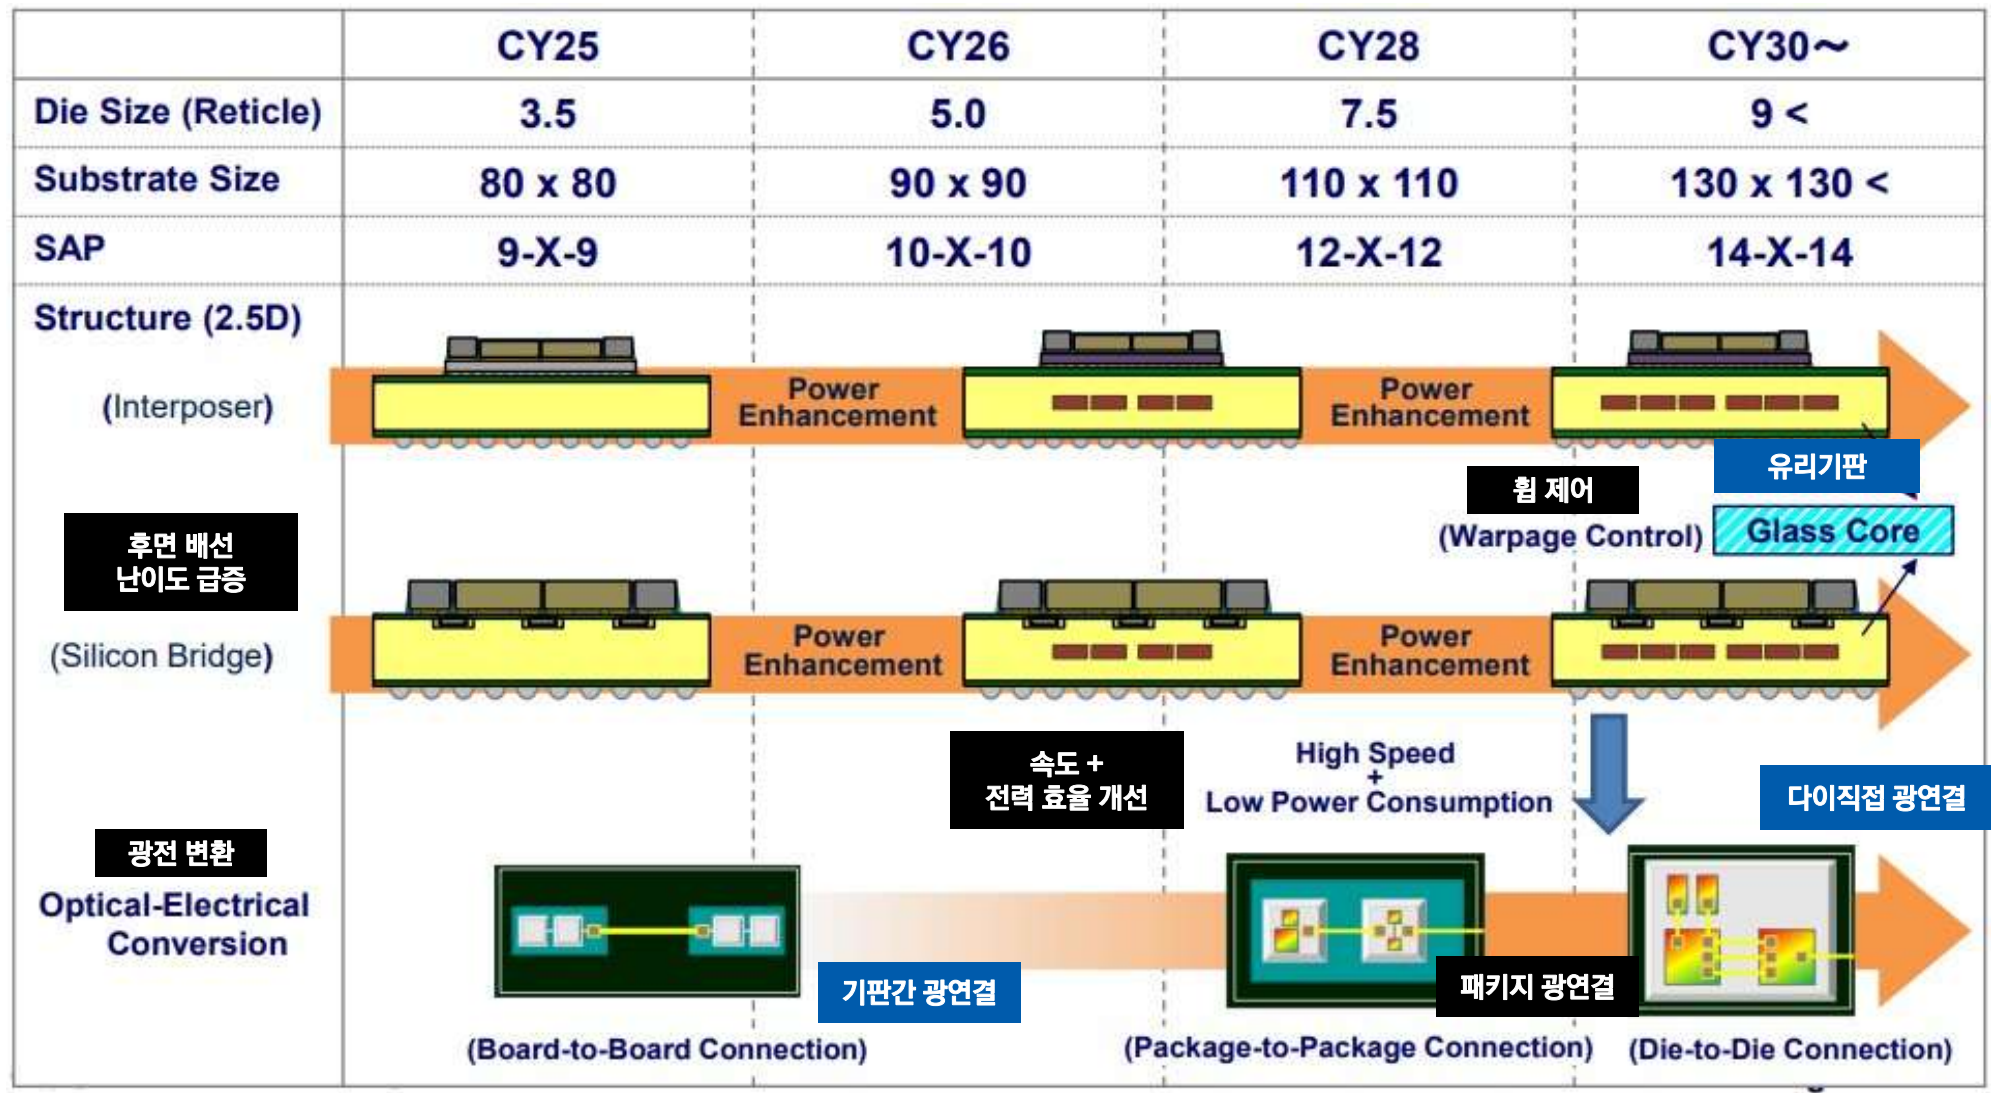 CY25 CY26 CY28 CY30～
Die Size (Reticle) 3.5 5.0 7.5 9 <
Substrate Size 80 x 80 90 x 90 110 x 110 130 x 130 <
SAP 9-X-9 10-X-10 12-X-12 14-X-14
Structure (2.5D)
(Interposer)
Power
Enhancement
Power
Enhancement
유리기판
휨 제어
(Warpage Control)
Glass Core
후면 배선
난이도 급증
(Silicon Bridge)
Power
Enhancement
Power
Enhancement
속도 +
전력 효율 개선
High Speed
+
Low Power Consumption
다이직접 광연결
광전 변환
Optical-Electrical
Conversion
기판간 광연결
패키지 광연결
(Board-to-Board Connection)
(Package-to-Package Connection)
(Die-to-Die Connection)